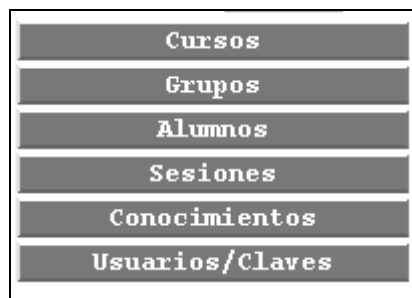 Cursos
Grupos
Alumnos
Sesiones
Conocimientos
Usuarios/Claves